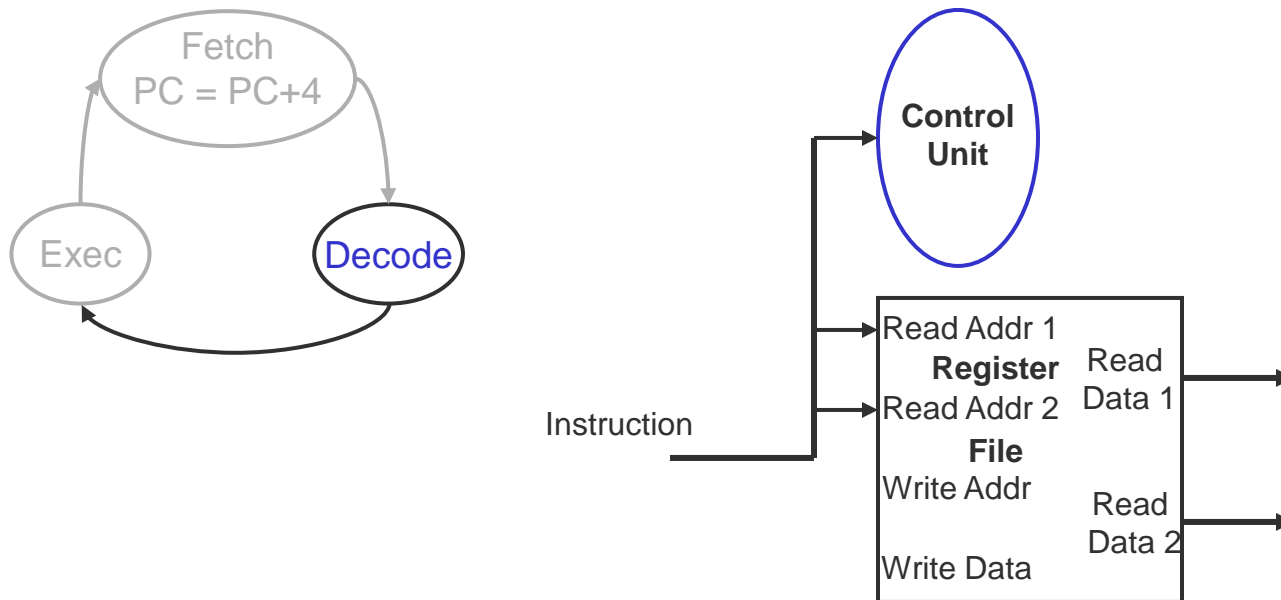 Fetch
PC = PC+4
Exec
Decode
Control
Unit
Instruction
Read Addr 1
Register
Read Addr 2
File
Write Addr
Write Data
Read
Data 1
Read
Data 2